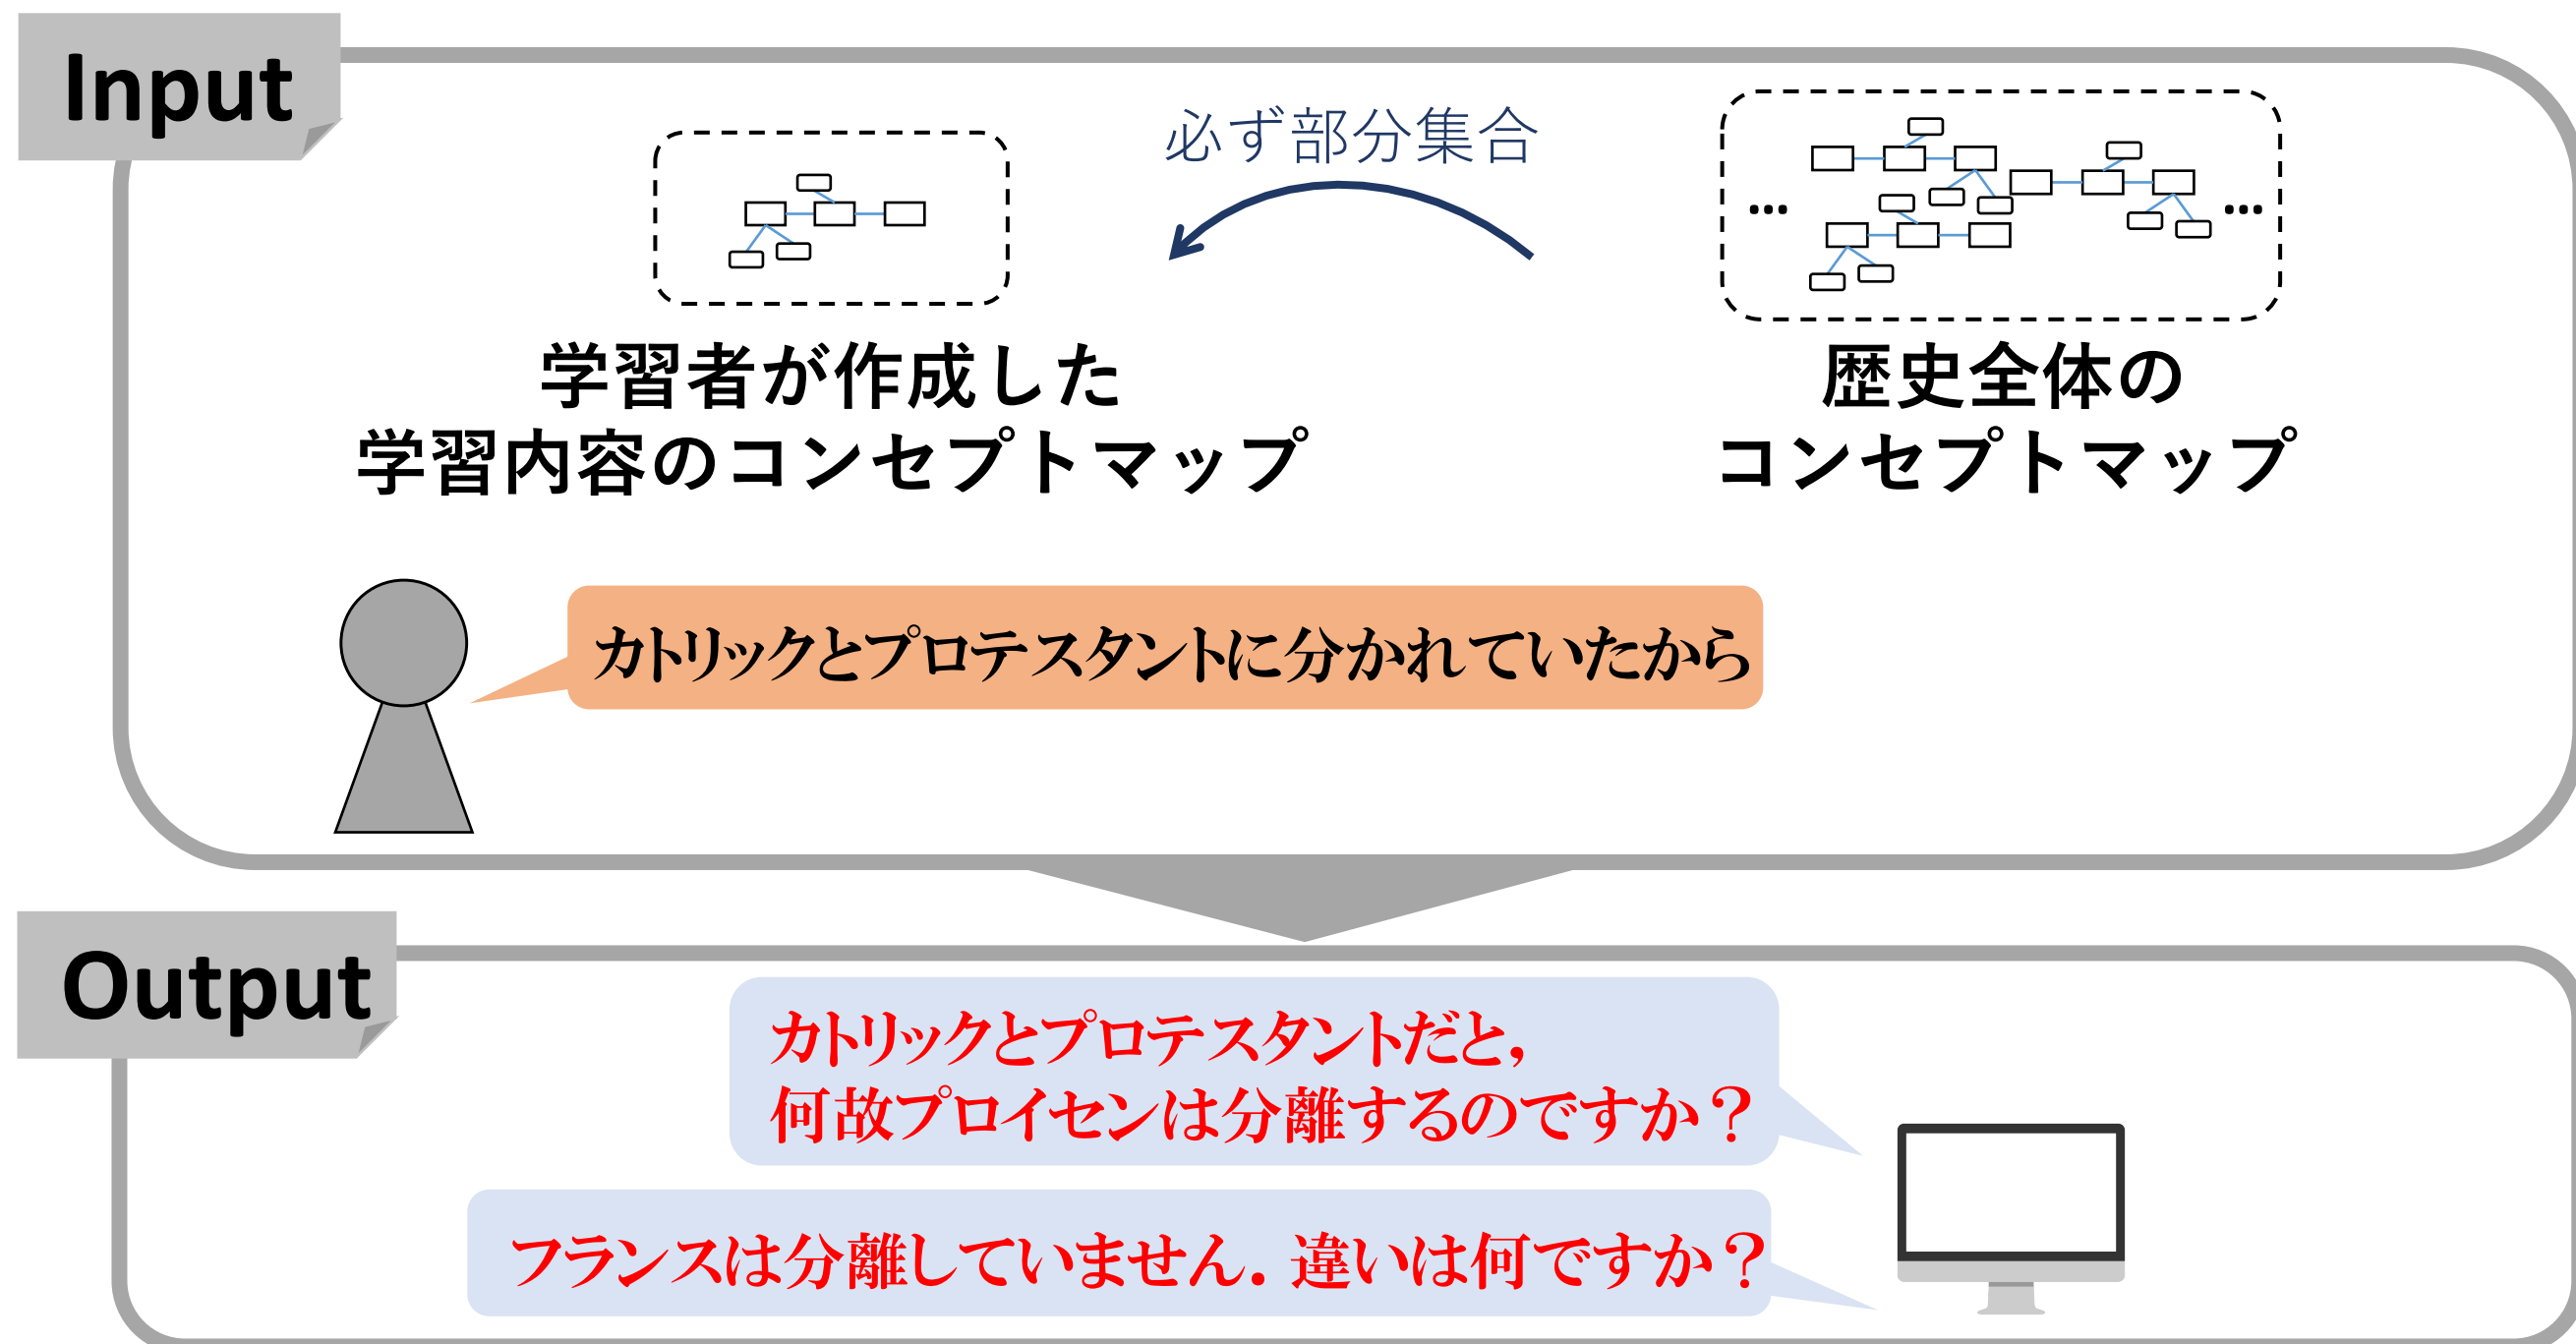 Input
必ず部分集合
…
…
学習者が作成した
学習内容のコンセプトマップ
歴史全体の
コンセプトマップ
カトリックとプロテスタントに分かれていたから
Output
カトリックとプロテスタントだと,
何故プロイセンは分離するのですか？
フランスは分離していません. 違いは何ですか？